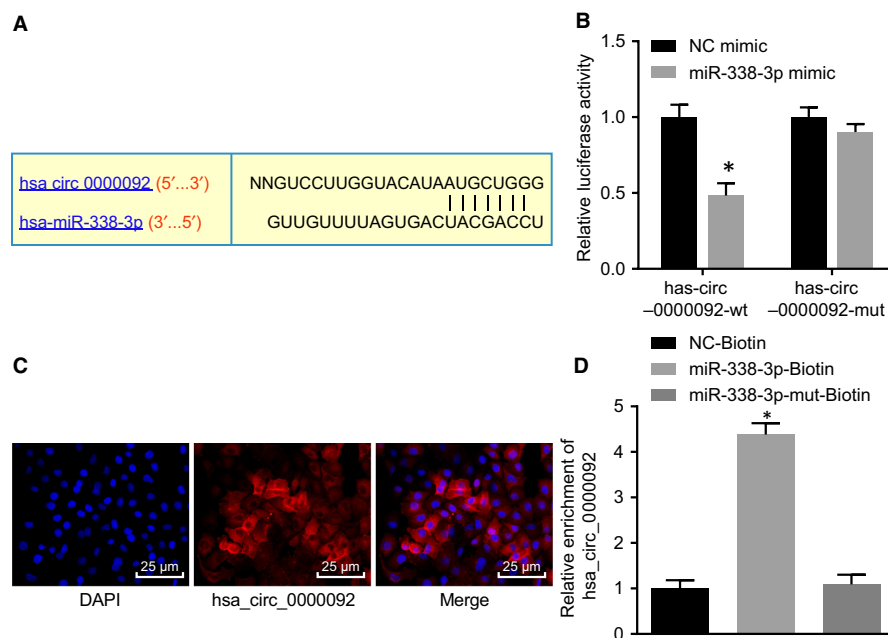 A
hsa circ 0000092 (5′...3′) NNGUCCUUGGUACAUAAUGCUGGG
hsa-miR-338-3p (3′...5′) GUUGUUUUAGUGACUACGACCU
B
NC mimic
miR-338-3p mimic
Relative luciferase activity
1.5
1.0
0.5
0.0
*
has-circ
–0000092-wt
has-circ
–0000092-mut
C
25 µm
25 µm
25 µm
DAPI
hsa_circ_0000092
Merge
D
NC-Biotin
miR-338-3p-Biotin
miR-338-3p-mut-Biotin
Relative enrichment of
hsa_circ_0000092
5
4
3
2
1
0
*